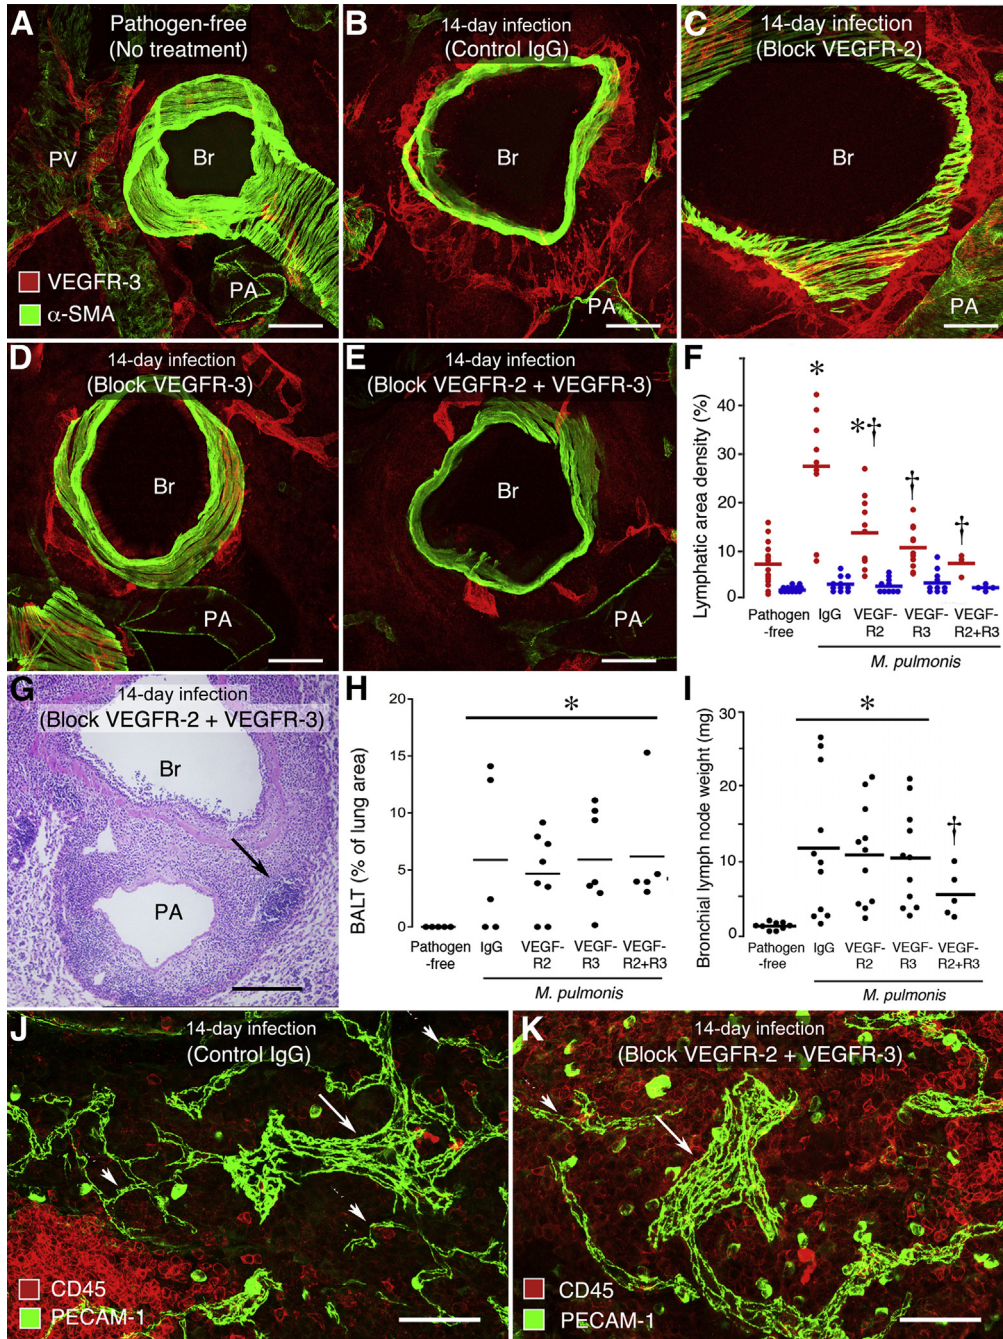 A
Pathogen-free
(No treatment)
PV
Br
PA
VEGFR-3
α-SMA
B
14-day infection
(Control IgG)
Br
PA
C
14-day infection
(Block VEGFR-2)
Br
PA
D
14-day infection
(Block VEGFR-3)
Br
PA
E
14-day infection
(Block VEGFR-2 + VEGFR-3)
Br
PA
F
Lymphatic area density (%)
40
30
20
10
0
*
*†
†
†
Pathogen
-free
IgG
VEGF-
R2
VEGF-
R3
VEGF-
R2+R3
M. pulmonis
G
14-day infection
(Block VEGFR-2 + VEGFR-3)
Br
PA
H
BALT (% of lung area)
20
15
10
5
0
*
Pathogen
-free
IgG
VEGF-
R2
VEGF-
R3
VEGF-
R2+R3
M. pulmonis
I
Bronchial lymph node weight (mg)
30
20
10
0
*
†
Pathogen
-free
IgG
VEGF-
R2
VEGF-
R3
VEGF-
R2+R3
M. pulmonis
J
14-day infection
(Control IgG)
CD45
PECAM-1
K
14-day infection
(Block VEGFR-2 + VEGFR-3)
CD45
PECAM-1